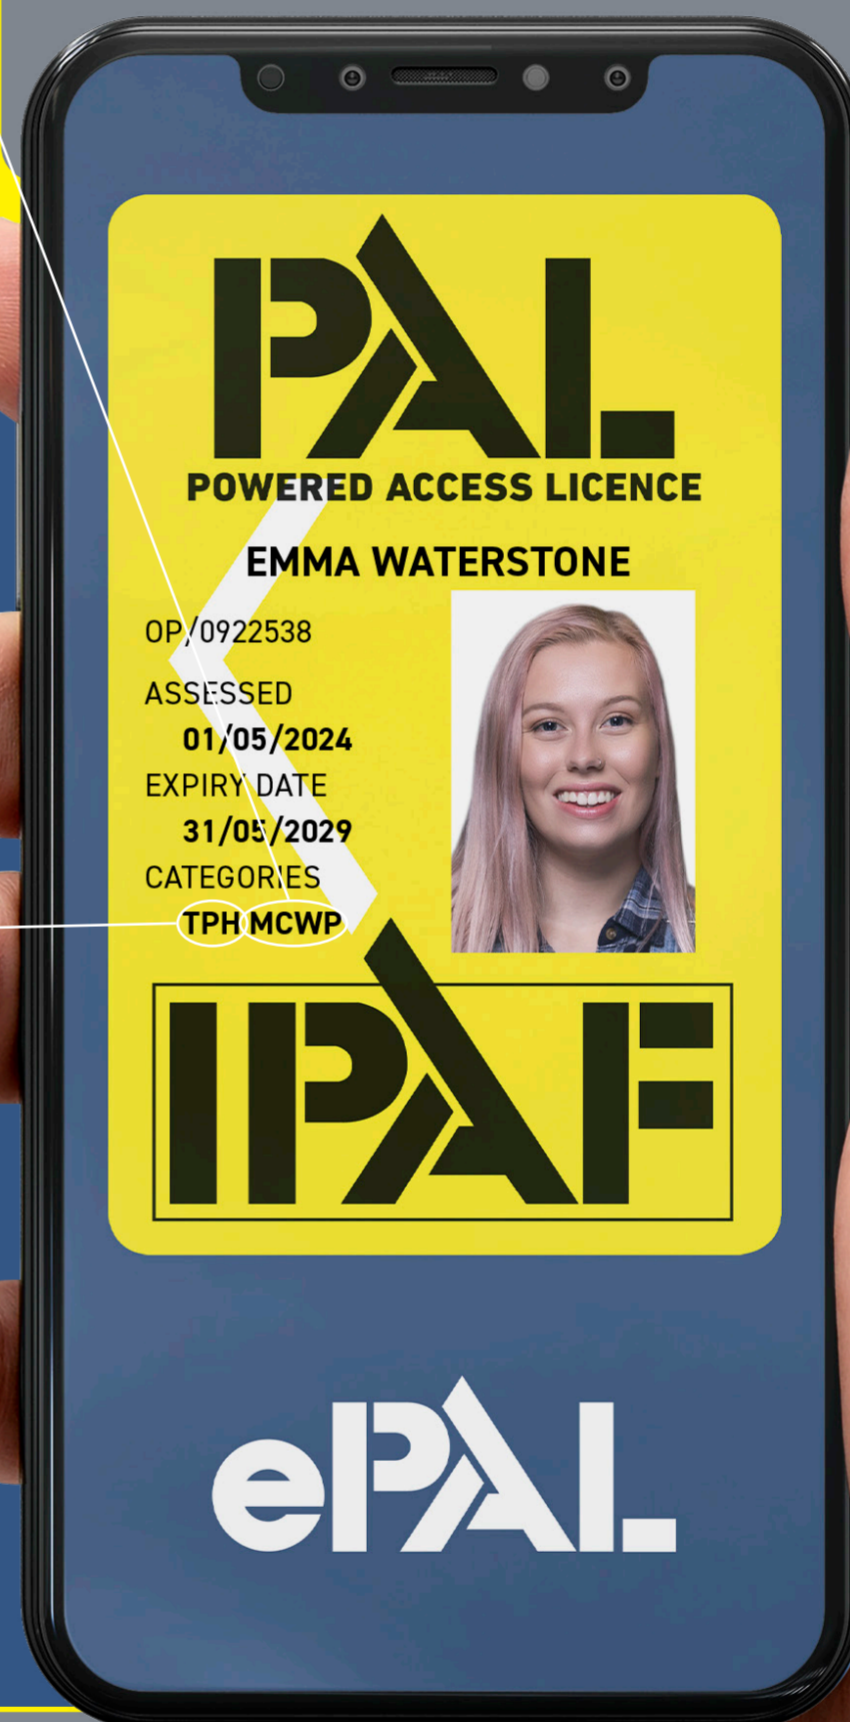 PAL
POWERED ACCESS LICENCE
EMMA WATERSTONE
OP/0922538
ASSESSED
01/05/2024
EXPIRY DATE
31/05/2029
CATEGORIES
TPH MCWP
IPAF
ePAL